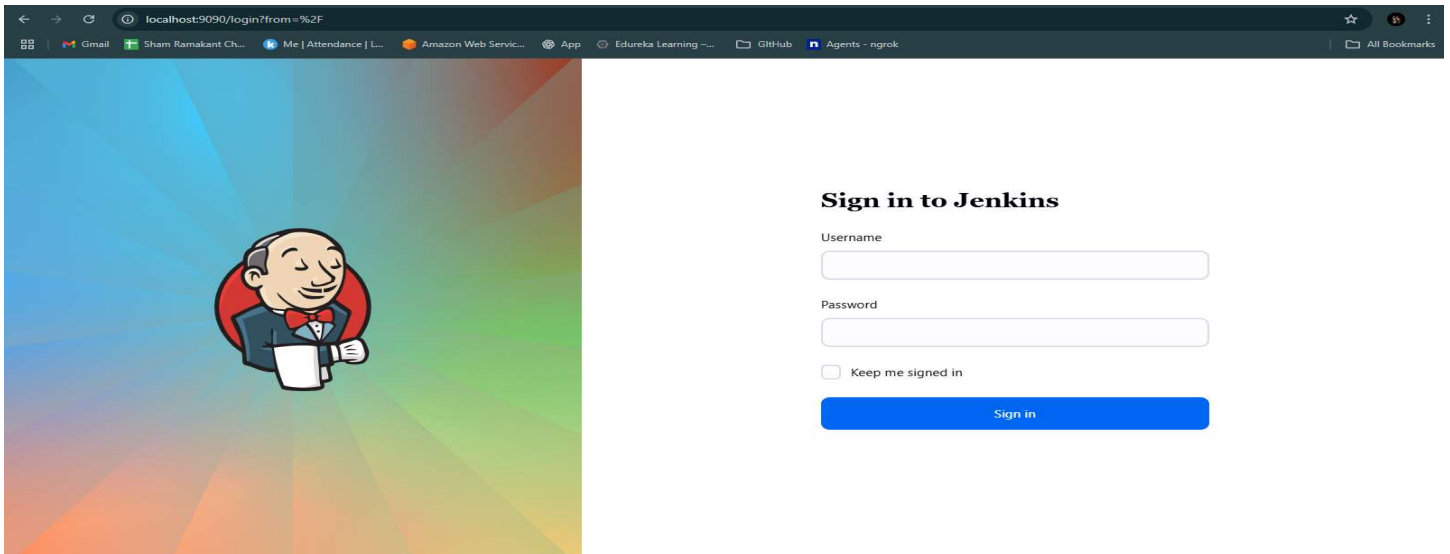 localhost:9090/login?from=%2F
Gmail Sham Ramakant Ch... Me | Attendance | L... Amazon Web Servic... App Edureka Learning –... GItHub Agents - ngrok All Bookmarks
Sign in to Jenkins
Username
Password
Keep me signed in
Sign in